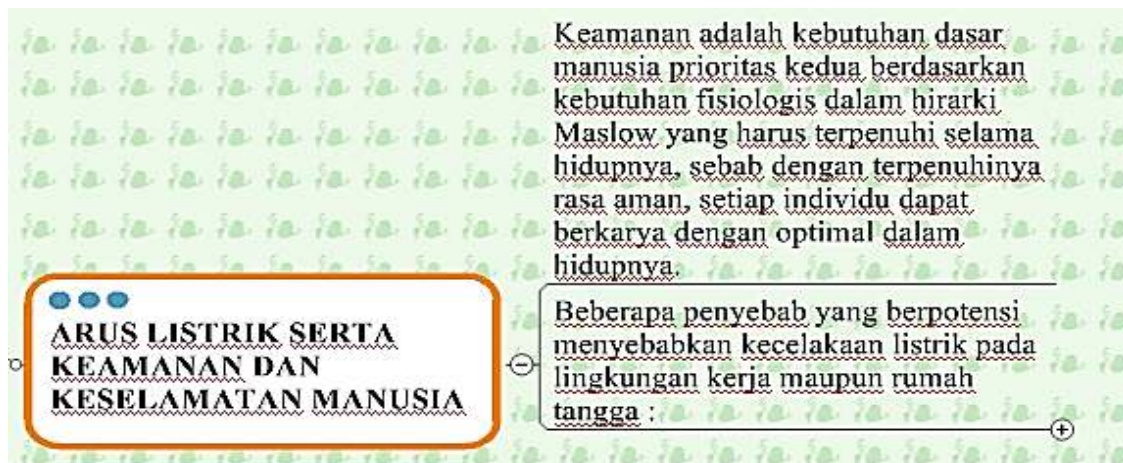 Keamanan adalah kebutuhan dasar
manusia prioritas kedua berdasarkan
kebutuhan fisiologis dalam hirarki
Maslow yang harus terpenuhi selama
hidupnya, sebab dengan terpenuhinya
rasa aman, setiap individu dapat
berkarya dengan optimal dalam
hidupnya.
ARUS LISTRIK SERTA
KEAMANAN DAN
KESELAMATAN MANUSIA
Beberapa penyebab yang berpotensi
menyebabkan kecelakaan listrik pada
lingkungan kerja maupun rumah
tangga :